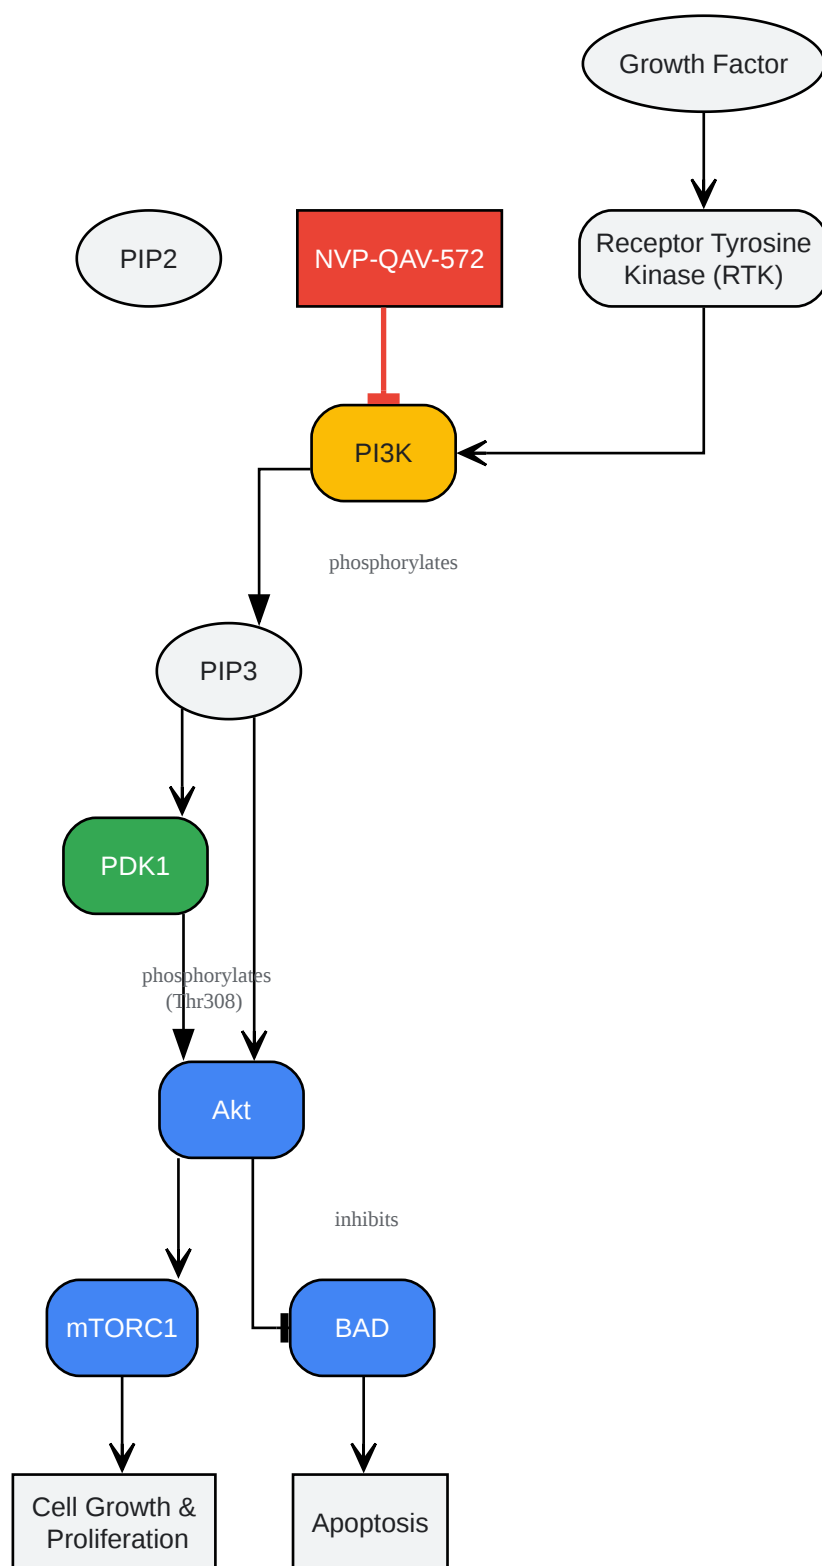 Growth Factor
PIP2
NVP-QAV-572
Receptor Tyrosine
Kinase (RTK)
PI3K
phosphorylates
PIP3
PDK1
phosphorylates
(Thr308)
Akt
inhibits
mTORC1
BAD
Cell Growth &
Proliferation
Apoptosis